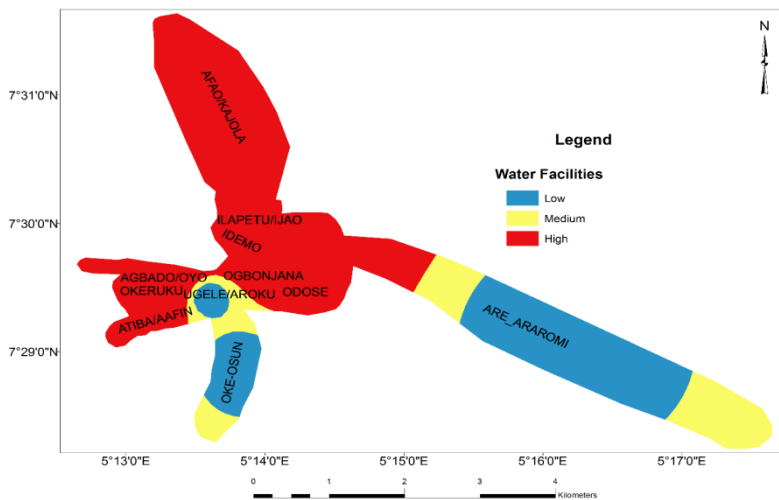 N
7°31'0"N
7°30'0"N
7°29'0"N
AFAO/KAJOLA
ILAPETU/IJAO
IDEMO
AGBADO/OYO
OGBONJANA
OKERUKU
UGELE/AROKU
ODOSE
ATIBA/AAFIN
OKE-OSUN
ARE_ARAROMI
Legend
Water Facilities
Low
Medium
High
5°13'0"E 5°14'0"E 5°15'0"E 5°16'0"E 5°17'0"E
0 1 2 3 4
Kilometers